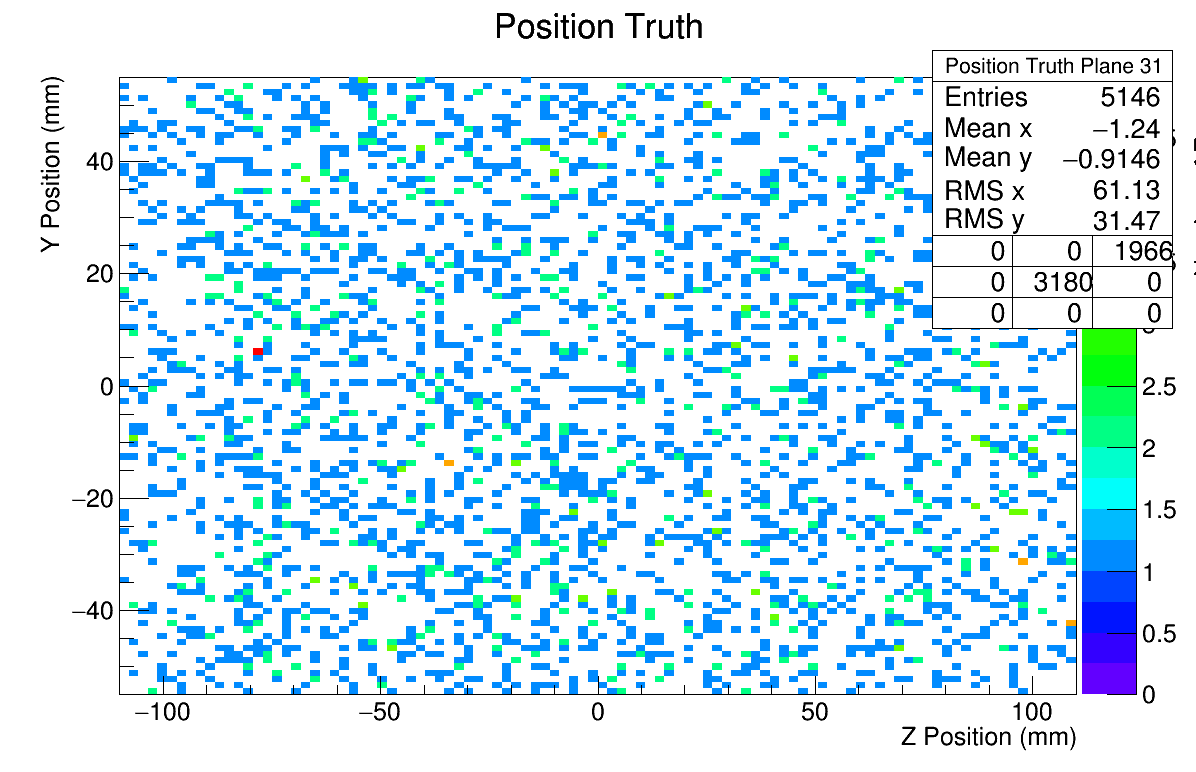 Position Truth
Position Truth Plane 31
Entries 5146
Mean x −1.24
Mean y −0.9146
RMS x 61.13
RMS y 31.47
0 0 1966
0 3180 0
0 0 0
Y Position (mm)
40
20
0
−20
−40
−100 −50 0 50 100
Z Position (mm)
2.5
2
1.5
1
0.5
0